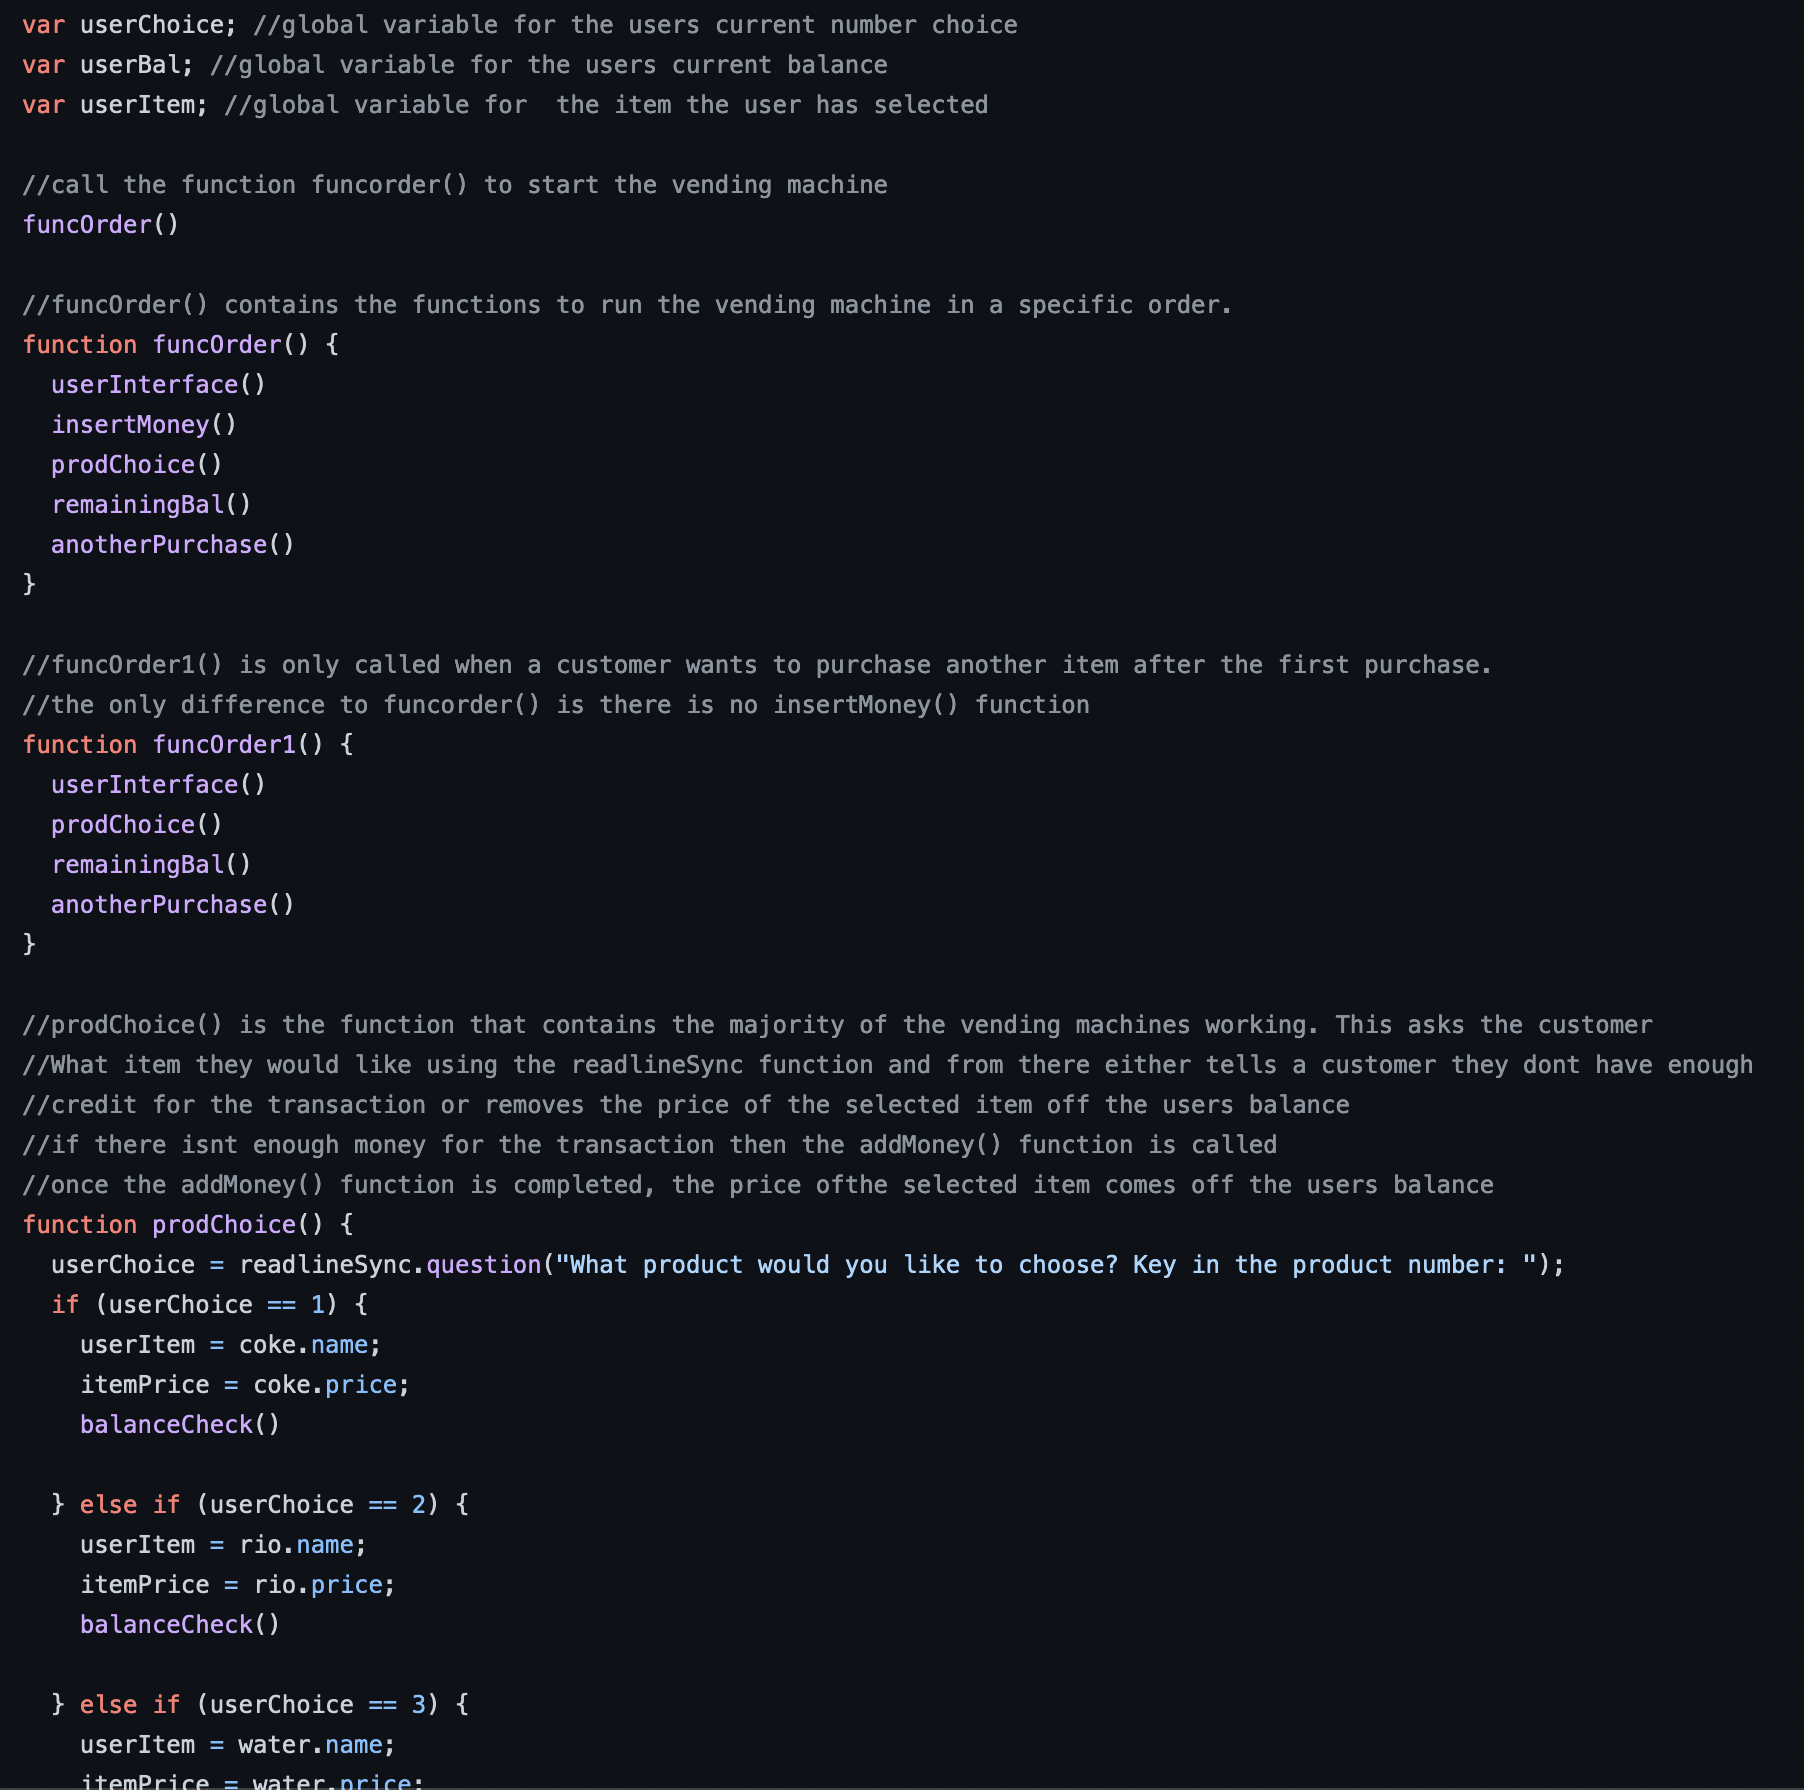 var userChoice; //global variable for the users current number choice
var userBal; //global variable for the users current balance
var userItem; //global variable for  the item the user has selected
//call the function funcorder() to start the vending machine
funcOrder()
//funcOrder() contains the functions to run the vending machine in a specific order.
function funcOrder() {
  userInterface()
  insertMoney()
  prodChoice()
  remainingBal()
  anotherPurchase()
}
//funcOrder1() is only called when a customer wants to purchase another item after the first purchase.
//the only difference to funcorder() is there is no insertMoney() function
function funcOrder1() {
  userInterface()
  prodChoice()
  remainingBal()
  anotherPurchase()
}
//prodChoice() is the function that contains the majority of the vending machines working. This asks the customer
//What item they would like using the readlineSync function and from there either tells a customer they dont have enough
//credit for the transaction or removes the price of the selected item off the users balance
//if there isnt enough money for the transaction then the addMoney() function is called
//once the addMoney() function is completed, the price ofthe selected item comes off the users balance
function prodChoice() {
  userChoice = readlineSync.question("What product would you like to choose? Key in the product number: ");
  if (userChoice == 1) {
    userItem = coke.name;
    itemPrice = coke.price;
    balanceCheck()
  } else if (userChoice == 2) {
    userItem = rio.name;
    itemPrice = rio.price;
    balanceCheck()
  } else if (userChoice == 3) {
    userItem = water.name;
    itemPrice = water.price;